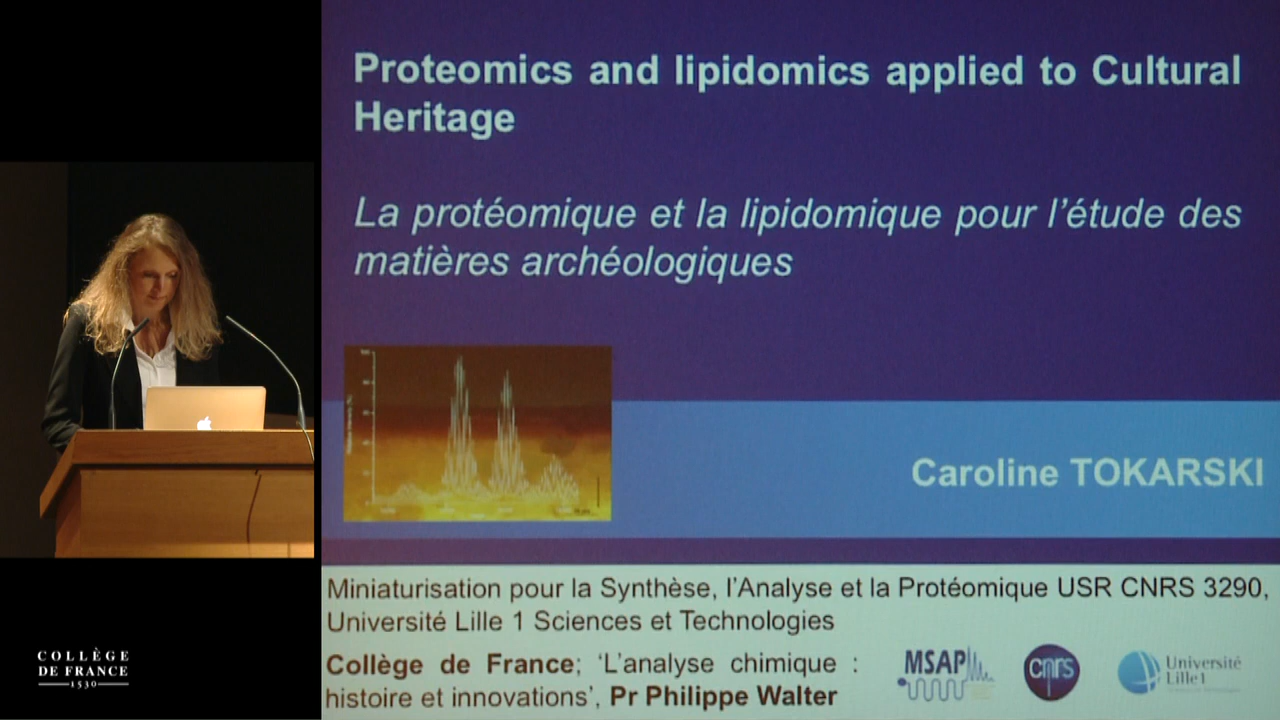 Proteomics and lipidomics applied to Cultural
Heritage
La protéomique et la lipidomique pour l'étude des
matières archéologiques
Caroline TOKARSKI
Miniaturisation pour la Synthèse, l'Analyse et la Protéomique USR CNRS 3290,
Université Lille 1 Sciences et Technologies
Collège de France; 'L'analyse chimique :
histoire et innovations', Pr Philippe Walter
MSAP
cnrs
Université
Lille1
COLLÈGE
DE FRANCE
1530